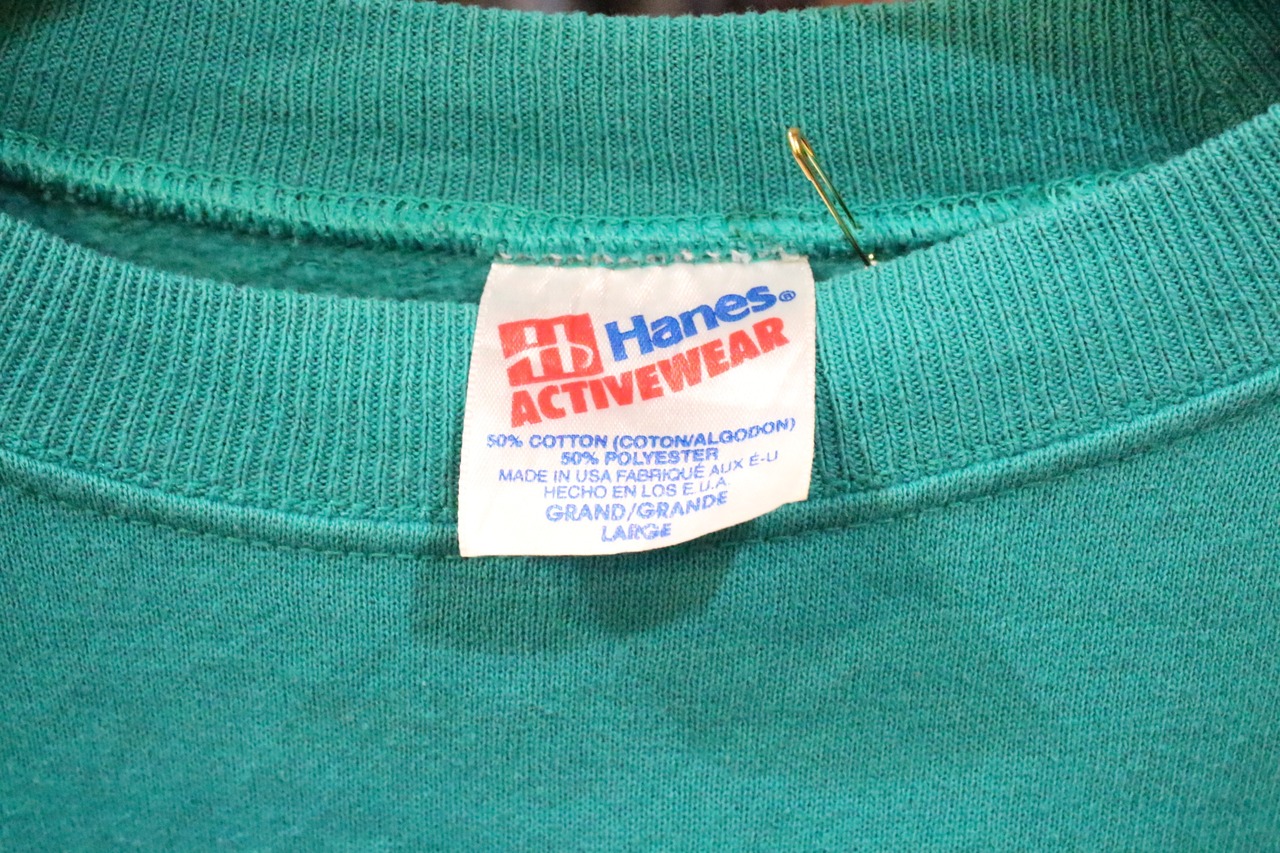 Hanes®
ACTIVEWEAR
50% COTTON (COTON/ALGODON)
50% POLYESTER
MADE IN USA FABRIQUÉ AUX É-U
HECHO EN LOS E.U.A.
GRAND/GRANDE
LARGE